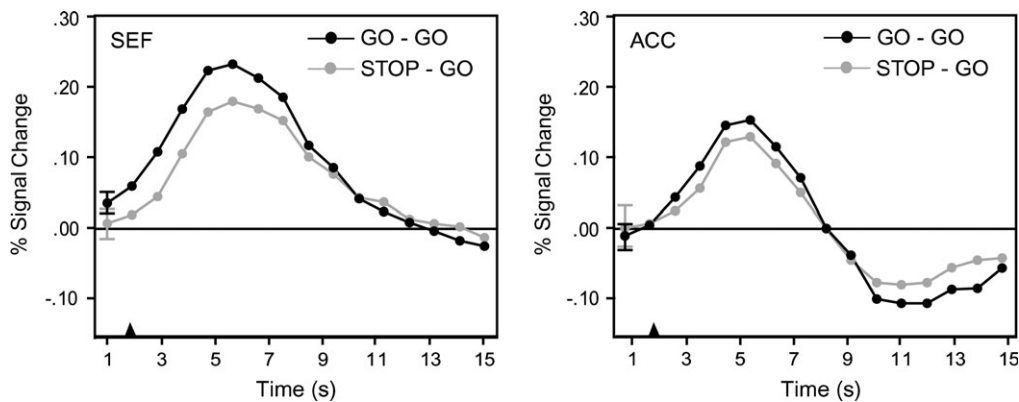 SEF
GO - GO
STOP - GO
.30
.20
.10
.00
-.10
% Signal Change
1 3 5 7 9 11 13 15
Time (s)
ACC
GO - GO
STOP - GO
.30
.20
.10
.00
-.10
% Signal Change
1 3 5 7 9 11 13 15
Time (s)